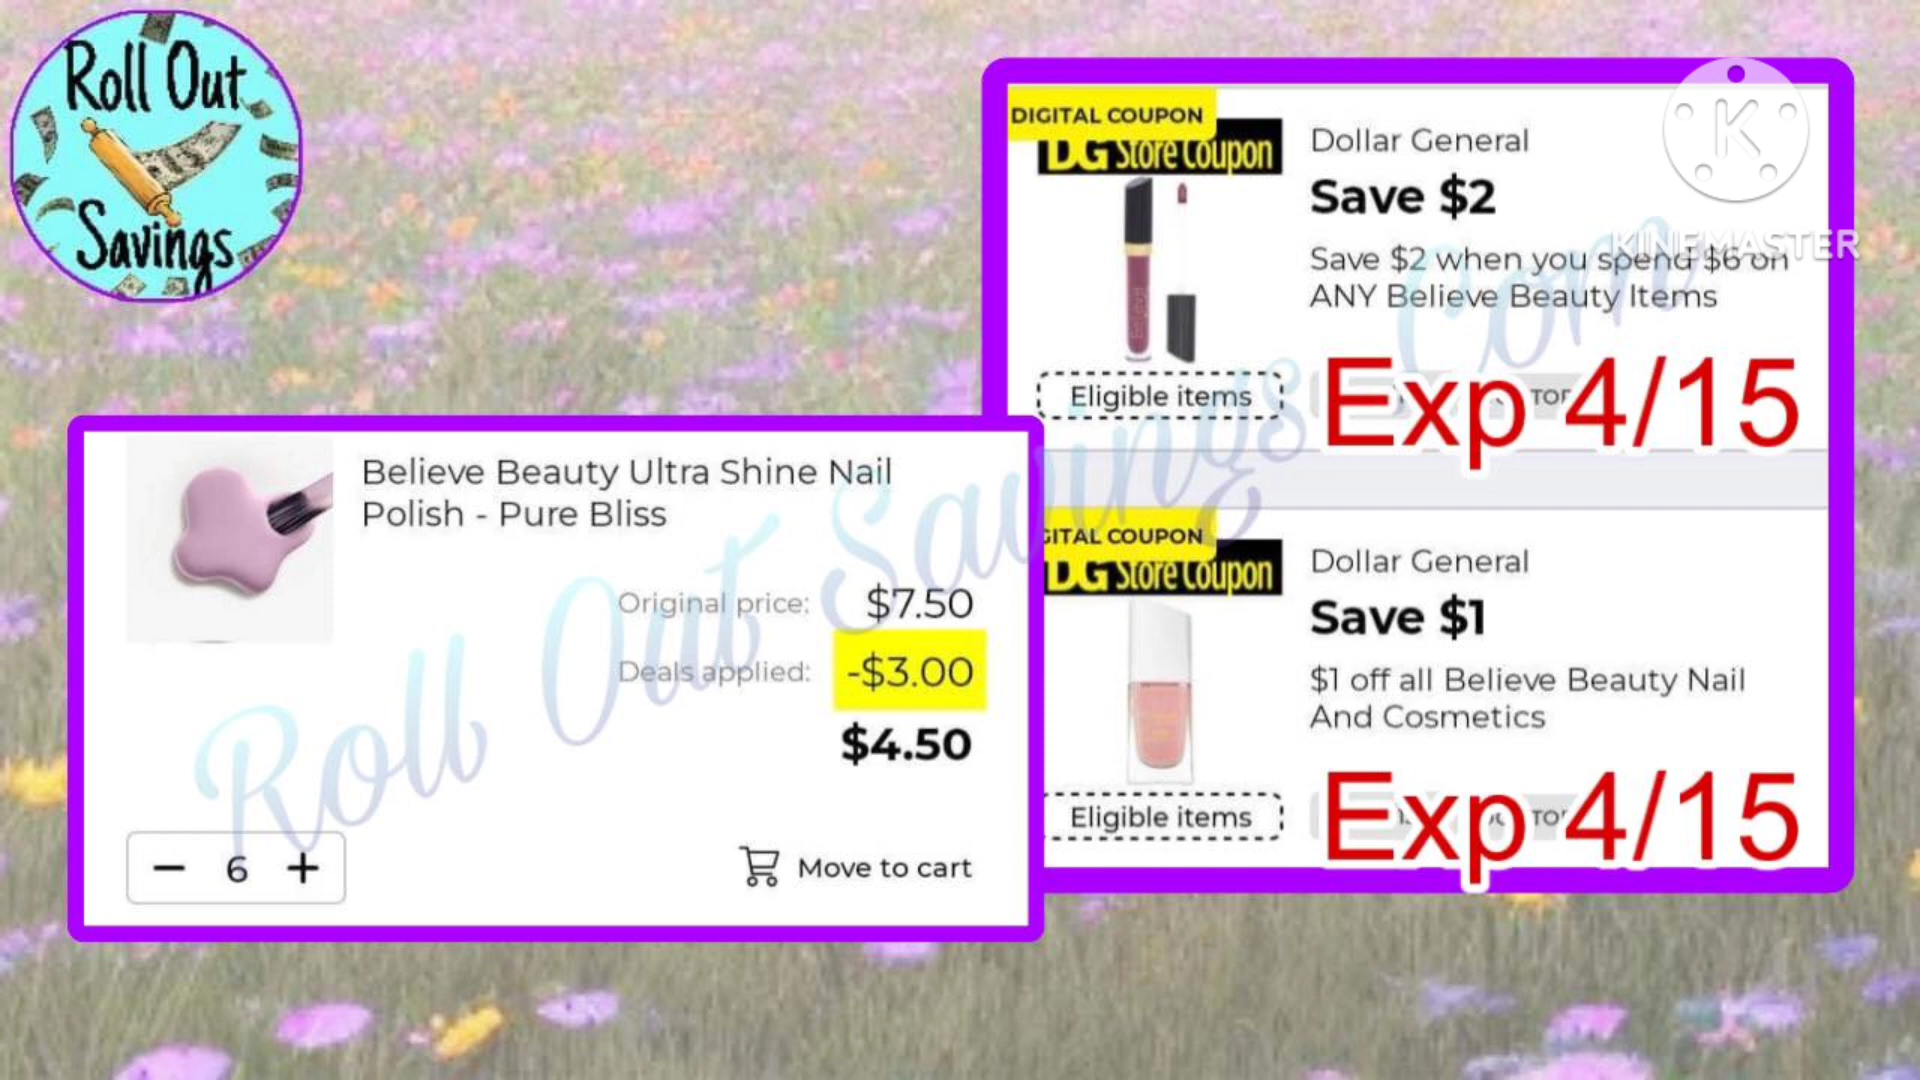 Roll Out
Savings
DIGITAL COUPON
DG Store Coupon
Dollar General
Save $2
Save $2 when you spend $6 on
ANY Believe Beauty Items
KINEMASTER
Eligible items
Exp 4/15
Believe Beauty Ultra Shine Nail
Polish - Pure Bliss
Original price: $7.50
Deals applied: -$3.00
$4.50
− 6 +
Move to cart
GITAL COUPON
DG Store Coupon
Dollar General
Save $1
$1 off all Believe Beauty Nail
And Cosmetics
Eligible items
Exp 4/15
Roll Out Savings.Com